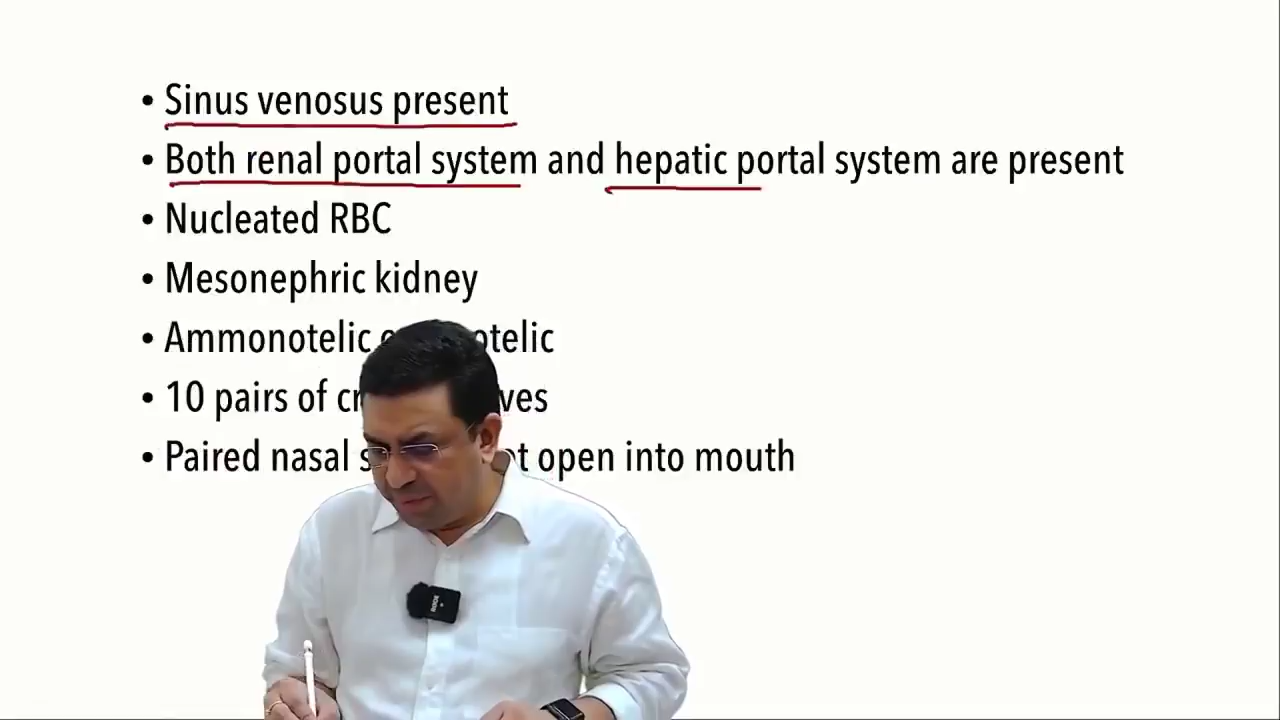 • Sinus venosus present
• Both renal portal system and hepatic portal system are present
• Nucleated RBC
• Mesonephric kidney
• Ammonotelic
• 10 pairs of
• Paired nasal open into mouth